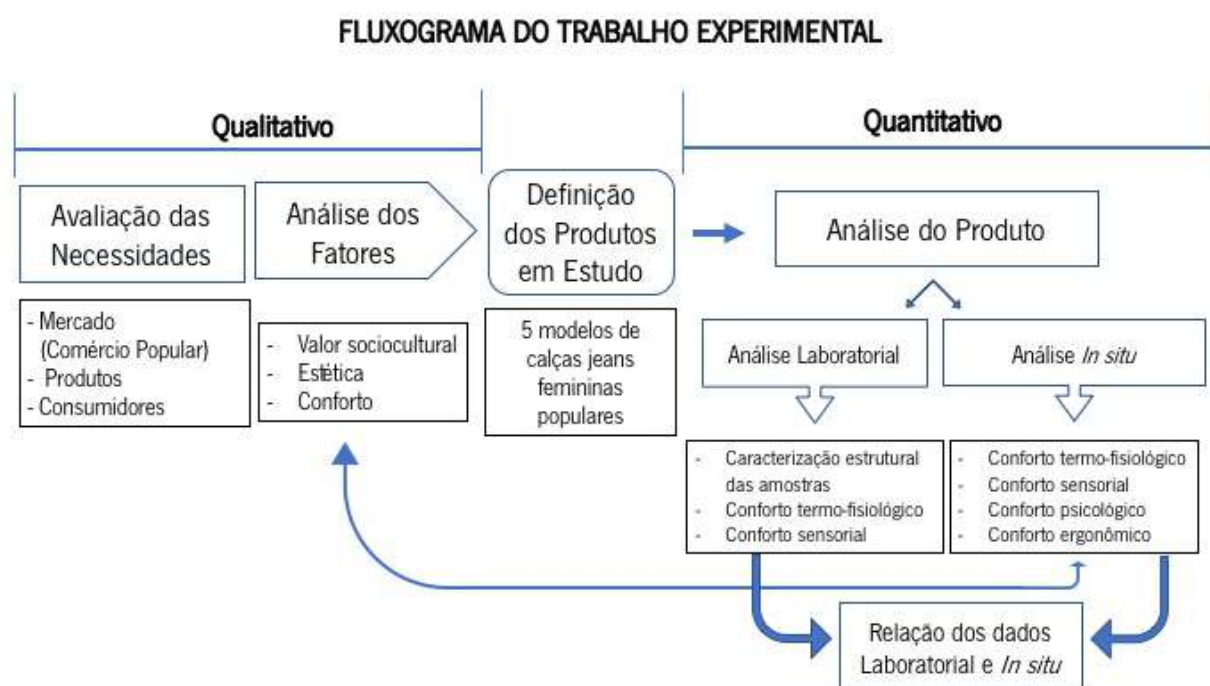 FLUXOGRAMA DO TRABALHO EXPERIMENTAL
Qualitativo
Quantitativo
Avaliação das
Necessidades
Análise dos
Fatores
Definição
dos Produtos
em Estudo
Análise do Produto
- Mercado
(Comércio Popular)
- Produtos
- Consumidores
- Valor sociocultural
- Estética
- Conforto
5 modelos de
calças jeans
femininas
populares
Análise Laboratorial
Análise In situ
- Caracterização estrutural
das amostras
- Conforto termo-fisiológico
- Conforto sensorial
- Conforto termo-fisiológico
- Conforto sensorial
- Conforto psicológico
- Conforto ergonômico
Relação dos dados
Laboratorial e In situ